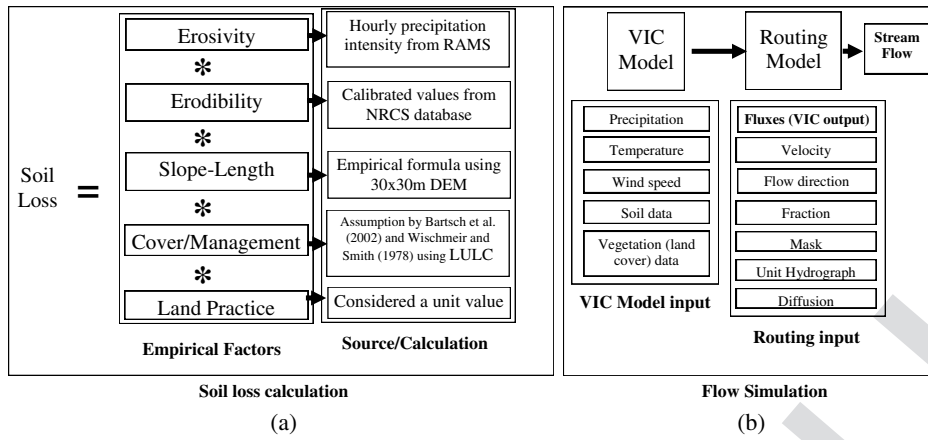 Soil
Loss
=
Erosivity
*
Erodibility
*
Slope-Length
*
Cover/Management
*
Land Practice
Empirical Factors
Hourly precipitation
intensity from RAMS
Calibrated values from
NRCS database
Empirical formula using
30x30m DEM
Assumption by Bartsch et al.
(2002) and Wischmeir and
Smith (1978) using LULC
Considered a unit value
Source/Calculation
Soil loss calculation
(a)
VIC
Model
Routing
Model
Stream
Flow
Precipitation
Temperature
Wind speed
Soil data
Vegetation (land
cover) data
VIC Model input
Fluxes (VIC output)
Velocity
Flow direction
Fraction
Mask
Unit Hydrograph
Diffusion
Routing input
Flow Simulation
(b)